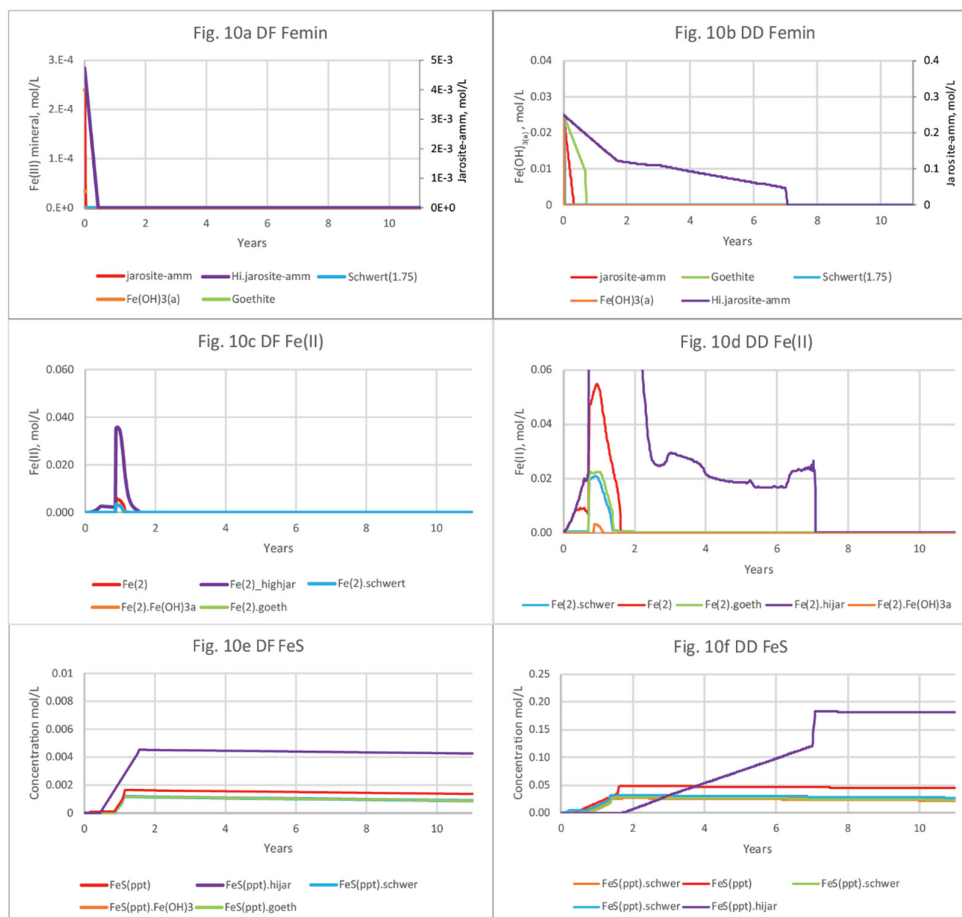 Fig. 10a DF Femin
Fe(III) mineral, mol/L
3.E-4
2.E-4
1.E-4
0.E+0
5E-3
4E-3
3E-3
2E-3
1E-3
0E+0
Jarosite-amm, mol/L
0 2 4 6 8 10
Years
jarosite-amm Hi.jarosite-amm Schwert(1.75)
Fe(OH)3(a) Goethite
Fig. 10b DD Femin
Fe(OH)3(a), mol/L
0.04
0.03
0.02
0.01
0
0.4
0.3
0.2
0.1
0
Jarosite-amm, mol/L
0 2 4 6 8 10
Years
jarosite-amm Goethite Schwert(1.75)
Fe(OH)3(a) Hi.jarosite-amm
Fig. 10c DF Fe(II)
Fe(II), mol/L
0.060
0.040
0.020
0.000
0 2 4 6 8 10
Years
Fe(2) Fe(2)_highjar Fe(2).schwert
Fe(2).Fe(OH)3a Fe(2).goeth
Fig. 10d DD Fe(II)
Fe(II), mol/L
0.06
0.05
0.04
0.03
0.02
0.01
0.00
0 2 4 6 8 10
Years
Fe(2).schwer Fe(2) Fe(2).goeth Fe(2).hijar Fe(2).Fe(OH)3a
Fig. 10e DF FeS
Concentration mol/L
0.01
0.008
0.006
0.004
0.002
0
0 2 4 6 8 10
Years
FeS(ppt) FeS(ppt).hijar FeS(ppt).schwer
FeS(ppt).Fe(OH)3 FeS(ppt).goeth
Fig. 10f DD FeS
Concentration mol/L
0.25
0.20
0.15
0.10
0.05
0.00
0 2 4 6 8 10
Years
FeS(ppt).schwer FeS(ppt) FeS(ppt).schwer
FeS(ppt).schwer FeS(ppt).hijar